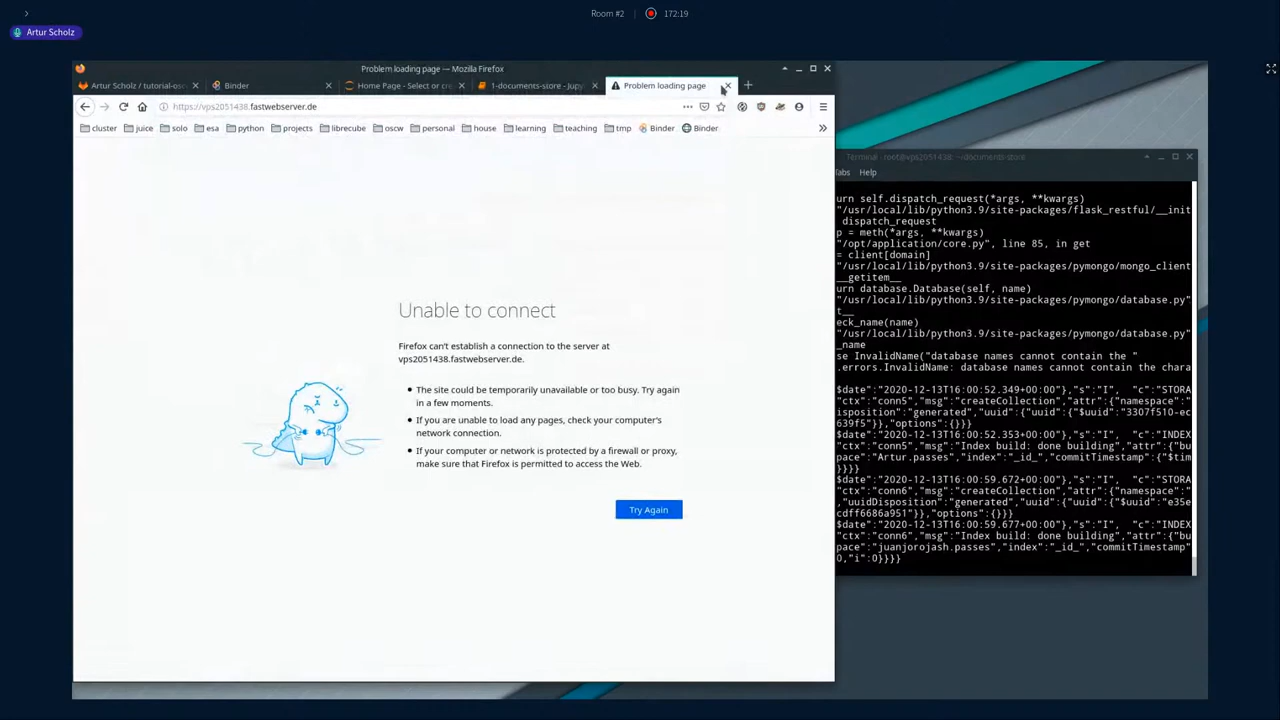 Room #2
172:19
Artur Scholz
Problem loading page — Mozilla Firefox
Artur Scholz / tutorial-os
Binder
Home Page - Select or cre
1-documents-store - Jupy
Problem loading page
https://vps2051438.fastwebserver.de
cluster
juice
solo
esa
python
projects
librecube
oscw
personal
house
learning
teaching
tmp
Binder
Binder
Unable to connect
Firefox can't establish a connection to the server at
vps2051438.fastwebserver.de.
The site could be temporarily unavailable or too busy. Try again
in a few moments.
If you are unable to load any pages, check your computer's
network connection.
If your computer or network is protected by a firewall or proxy,
make sure that Firefox is permitted to access the Web.
Try Again
Terminal - root@vps2051438: ~/documents-store
abs Help
urn self.dispatch_request(*args, **kwargs)
"/usr/local/lib/python3.9/site-packages/flask_restful/__init
dispatch_request
p = meth(*args, **kwargs)
"/opt/application/core.py", line 85, in get
= client[domain]
"/usr/local/lib/python3.9/site-packages/pymongo/mongo_client
__getitem__
urn database.Database(self, name)
"/usr/local/lib/python3.9/site-packages/pymongo/database.py"
t__
eck_name(name)
"/usr/local/lib/python3.9/site-packages/pymongo/database.py"
_name
se InvalidName("database names cannot contain the "
.errors.InvalidName: database names cannot contain the chara
$date":"2020-12-13T16:00:52.349+00:00"},"s":"I", "c":"STORA
"ctx":"conn5","msg":"createCollection","attr":{"namespace":"
isposition":"generated","uuid":{"uuid":{"$uuid":"3307f510-ec
639f5"}},"options":{}}}
$date":"2020-12-13T16:00:52.353+00:00"},"s":"I", "c":"INDEX
"ctx":"conn5","msg":"Index build: done building","attr":{"bu
pace":"Artur.passes","index":"_id_","commitTimestamp":{"$tim
}}}}
$date":"2020-12-13T16:00:59.672+00:00"},"s":"I", "c":"STORA
"ctx":"conn6","msg":"createCollection","attr":{"namespace":"
,"uuidDisposition":"generated","uuid":{"uuid":{"$uuid":"e35e
cdff6686a951"}},"options":{}}}
$date":"2020-12-13T16:00:59.677+00:00"},"s":"I", "c":"INDEX
"ctx":"conn6","msg":"Index build: done building","attr":{"bu
pace":"juanjorojash.passes","index":"_id_","commitTimestamp"
0,"i":0}}}}